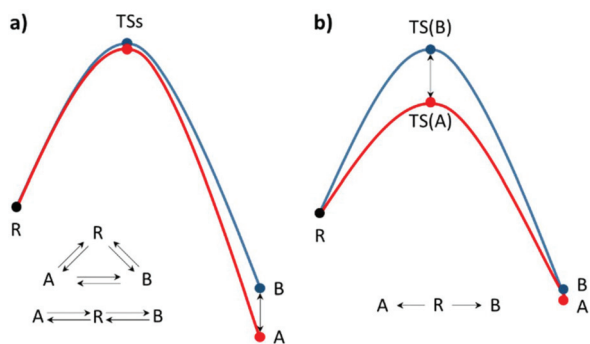 a)
TSs
R
B
A
R
A ⇌ B
A ⇌ R ⇌ B
b)
TS(B)
TS(A)
R
B
A
A ← R → B